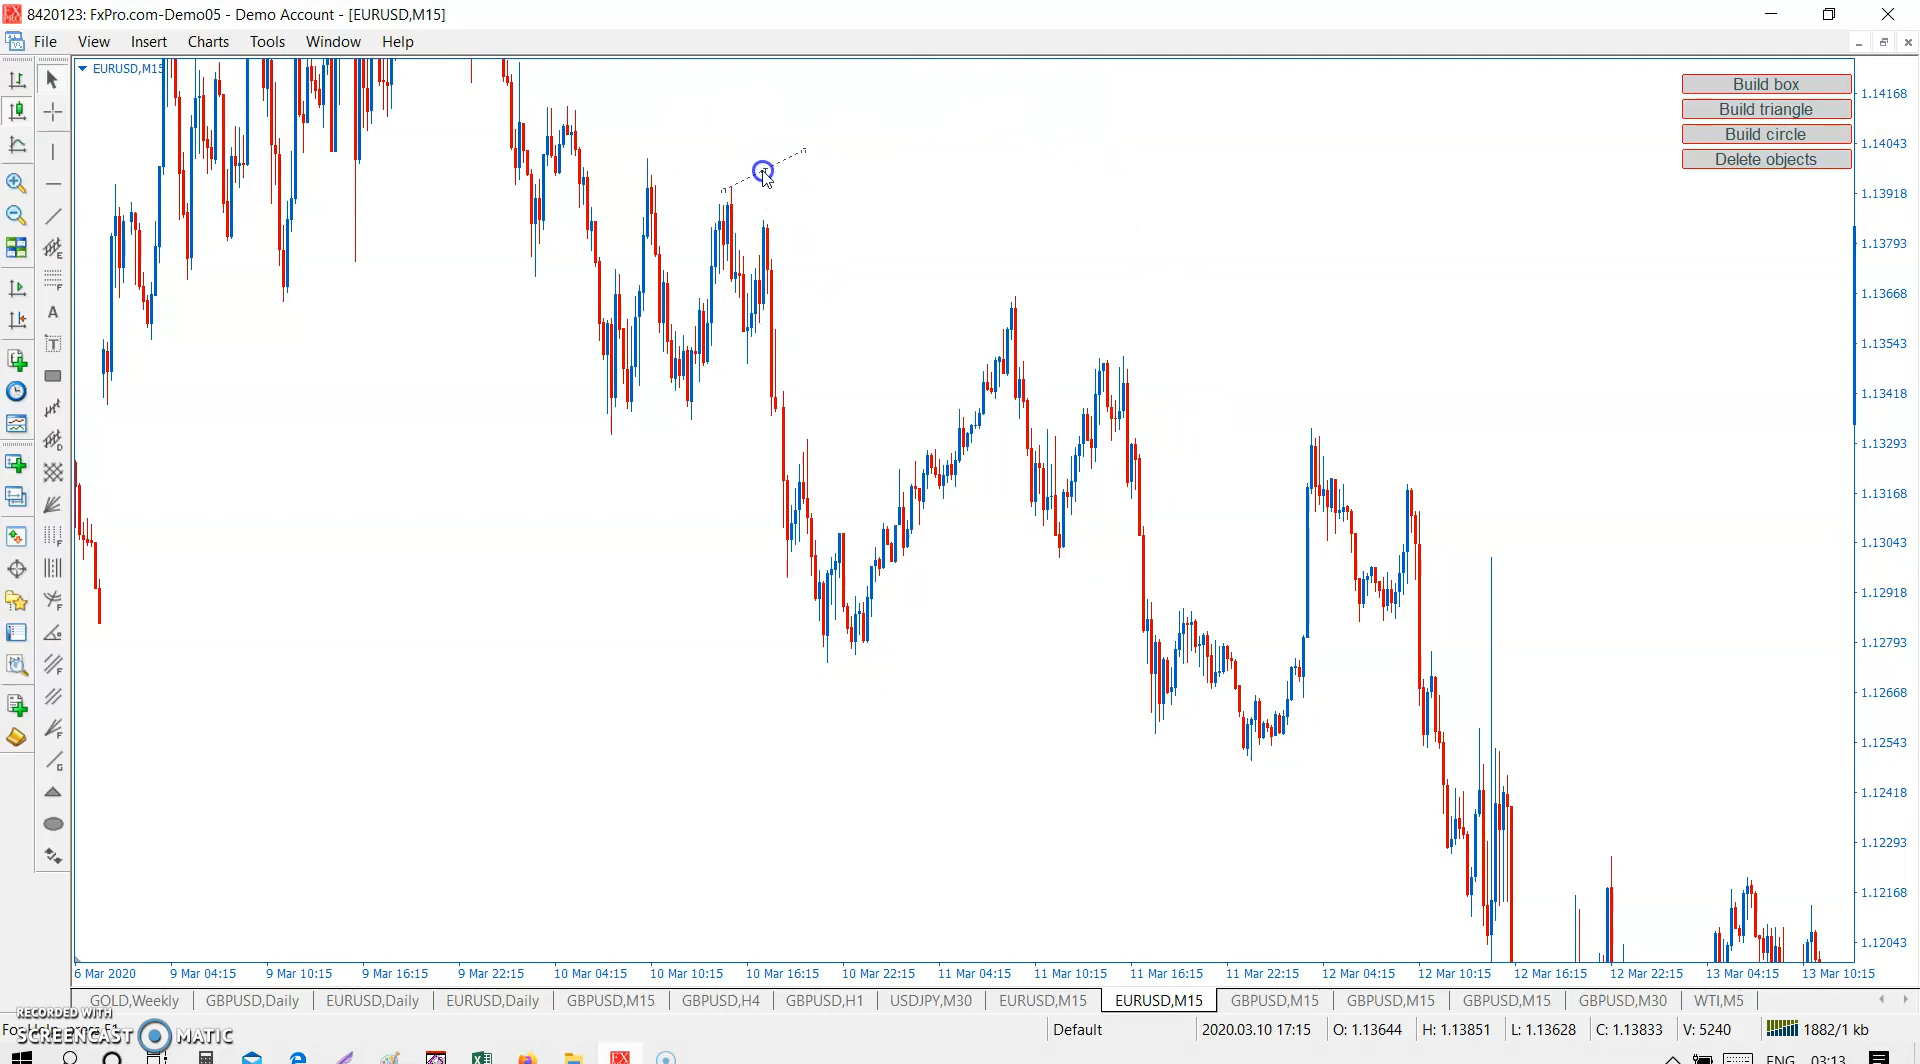 8420123: FxPro.com-Demo05 - Demo Account - [EURUSD,M15]
File View Insert Charts Tools Window Help
EURUSD,M15
Build box
Build triangle
Build circle
Delete objects
1.14168
1.14043
1.13918
1.13793
1.13668
1.13543
1.13418
1.13293
1.13168
1.13043
1.12918
1.12793
1.12668
1.12543
1.12418
1.12293
1.12168
1.12043
6 Mar 2020 9 Mar 04:15 9 Mar 10:15 9 Mar 16:15 9 Mar 22:15 10 Mar 04:15 10 Mar 10:15 10 Mar 16:15 10 Mar 22:15 11 Mar 04:15 11 Mar 10:15 11 Mar 16:15 11 Mar 22:15 12 Mar 04:15 12 Mar 10:15 12 Mar 16:15 12 Mar 22:15 13 Mar 04:15 13 Mar 10:15
GOLD,Weekly GBPUSD,Daily EURUSD,Daily EURUSD,Daily GBPUSD,M15 GBPUSD,H4 GBPUSD,H1 USDJPY,M30 EURUSD,M15 EURUSD,M15 GBPUSD,M15 GBPUSD,M15 GBPUSD,M15 GBPUSD,M30 WTI,M5
RECORDED WITH
SCREENCAST MATIC
For Help, press F1
Default 2020.03.10 17:15 O: 1.13644 H: 1.13851 L: 1.13628 C: 1.13833 V: 5240 1882/1 kb
ENG 03:13